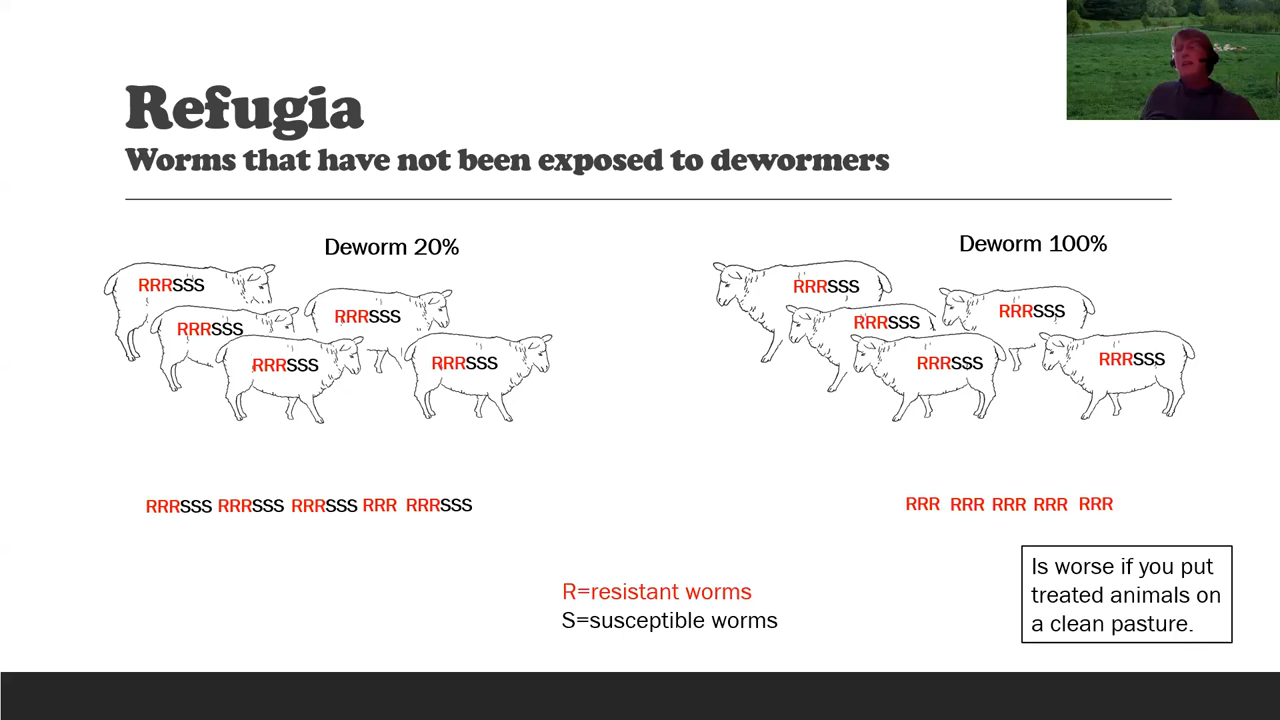 Refugia
Worms that have not been exposed to dewormers
Deworm 20%
RRRSSS
RRRSSS
RRRSSS
RRRSSS
RRRSSS
RRRSSS RRRSSS RRRSSS RRR RRRSSS
Deworm 100%
RRRSSS
RRRSSS
RRRSSS
RRRSSS
RRRSSS
RRR RRR RRR RRR RRR
R=resistant worms
S=susceptible worms
Is worse if you put
treated animals on
a clean pasture.